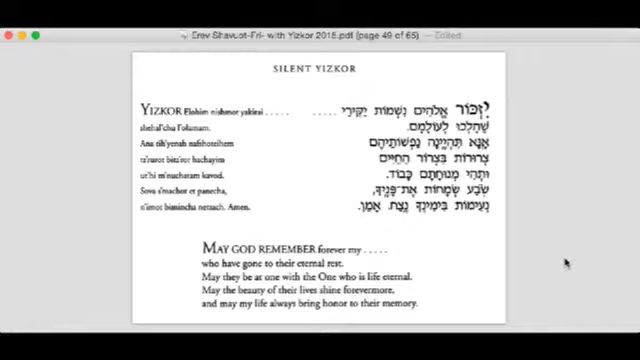 Erev Shavuot-Fri- with Yizkor 2015.pdf (page 49 of 65) — Edited
SILENT YIZKOR
YIZKOR Elohim nishmot yakirai . . . . .
shehal'chu l'olamam.
Ana tih'yenah nafshoteihem
tz'rurot bitz'ror hachayim
ut'hi m'nuchatam kavod.
Sova s'machot et panecha,
n'imot bimincha netzach. Amen.
. . . . . יִזְכּוֹר אֱלֹהִים נִשְׁמוֹת יַקִּירַי
שֶׁהָלְכוּ לְעוֹלָמָם.
אָנָּא תִּהְיֶינָה נַפְשׁוֹתֵיהֶם
צְרוּרוֹת בִּצְרוֹר הַחַיִּים
וּתְהִי מְנוּחָתָם כָּבוֹד.
שֹׂבַע שְׂמָחוֹת אֶת־פָּנֶיךָ,
נְעִימוֹת בִּימִינְךָ נֶצַח. אָמֵן.
MAY GOD REMEMBER forever my . . . . .
who have gone to their eternal rest.
May they be at one with the One who is life eternal.
May the beauty of their lives shine forevermore,
and may my life always bring honor to their memory.